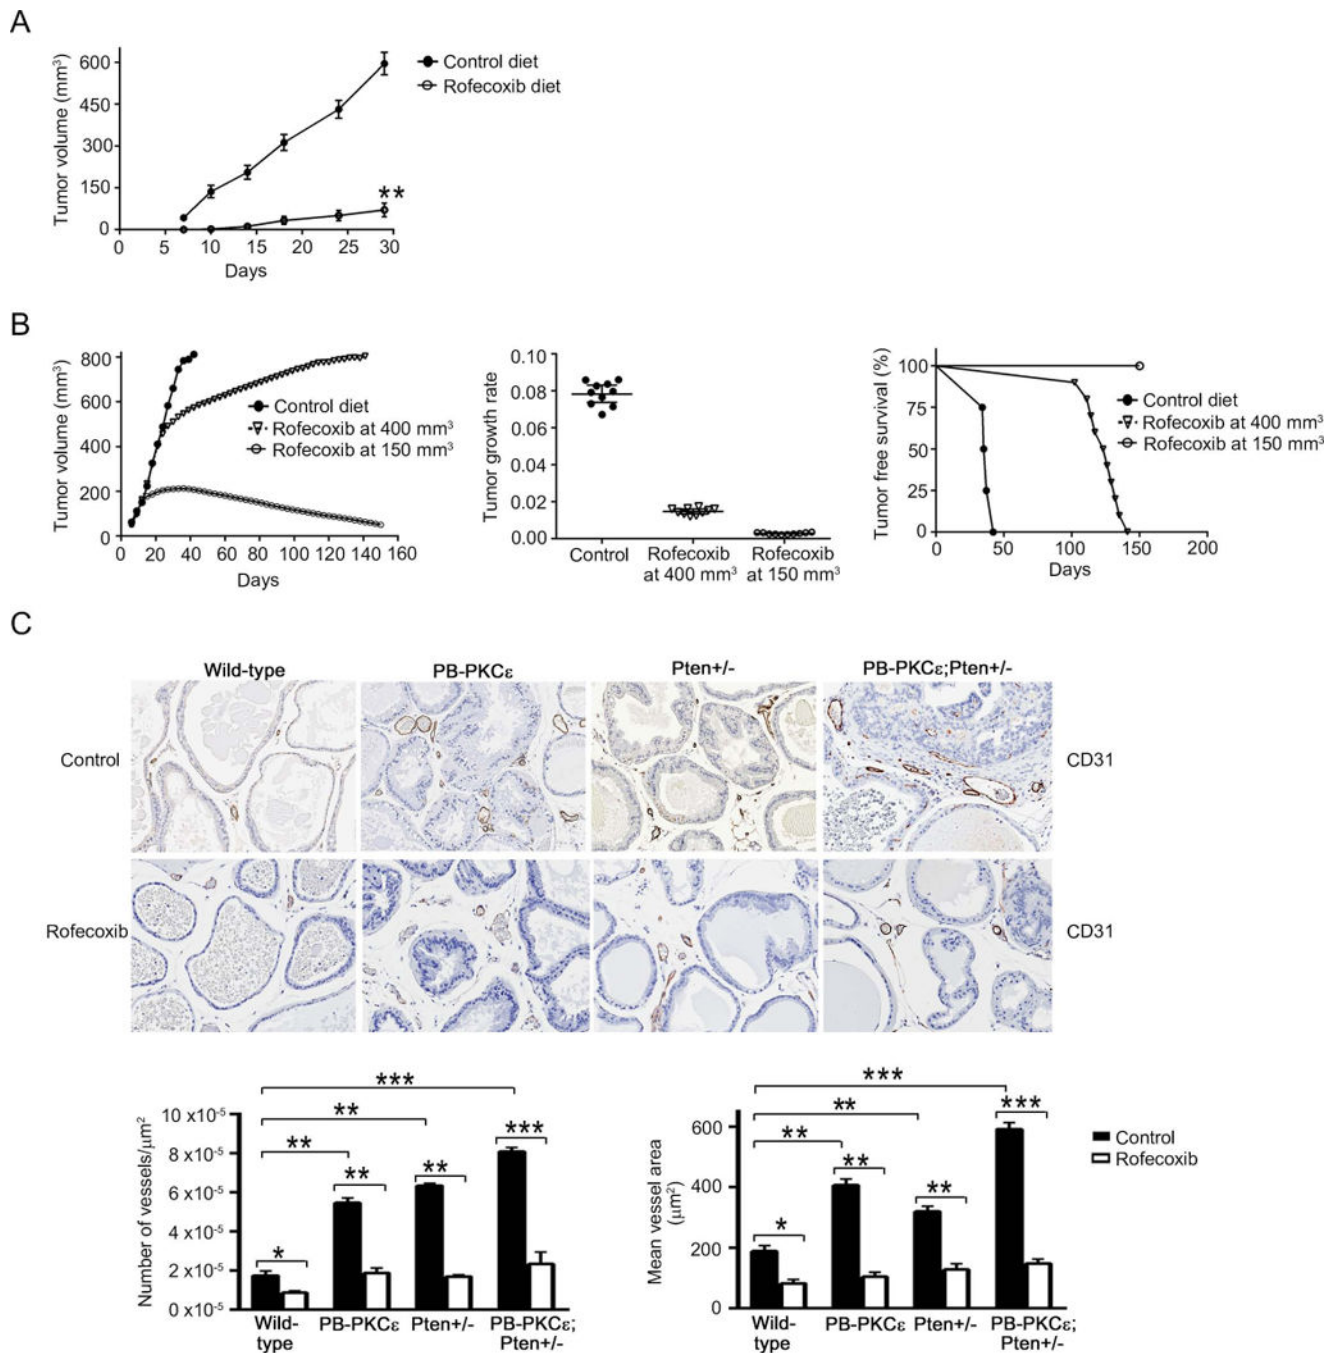 A
Tumor volume (mm³)
600
450
300
150
0
0 5 10 15 20 25 30
Days
Control diet
Rofecoxib diet
**
B
Tumor volume (mm³)
800
600
400
200
0
0 20 40 60 80 100 120 140 160
Days
Control diet
Rofecoxib at 400 mm³
Rofecoxib at 150 mm³
Tumor growth rate
0.10
0.08
0.06
0.04
0.02
0.00
Control
Rofecoxib
at 400 mm³
Rofecoxib
at 150 mm³
Tumor free survival (%)
100
75
50
25
0
0 50 100 150 200
Days
Control diet
Rofecoxib at 400 mm³
Rofecoxib at 150 mm³
C
Wild-type PB-PKCε Pten+/- PB-PKCε;Pten+/-
Control
CD31
Rofecoxib
CD31
Number of vessels/μm²
10 x10⁻⁵
8 x10⁻⁵
6 x10⁻⁵
4 x10⁻⁵
2 x10⁻⁵
0 x10⁻⁵
***
**
**
*
**
**
***
Wild-
type
PB-PKCε
Pten+/-
PB-PKCε;
Pten+/-
Mean vessel area
(μm²)
600
400
200
0
***
**
**
*
**
**
***
Wild-
type
PB-PKCε
Pten+/-
PB-PKCε;
Pten+/-
Control
Rofecoxib